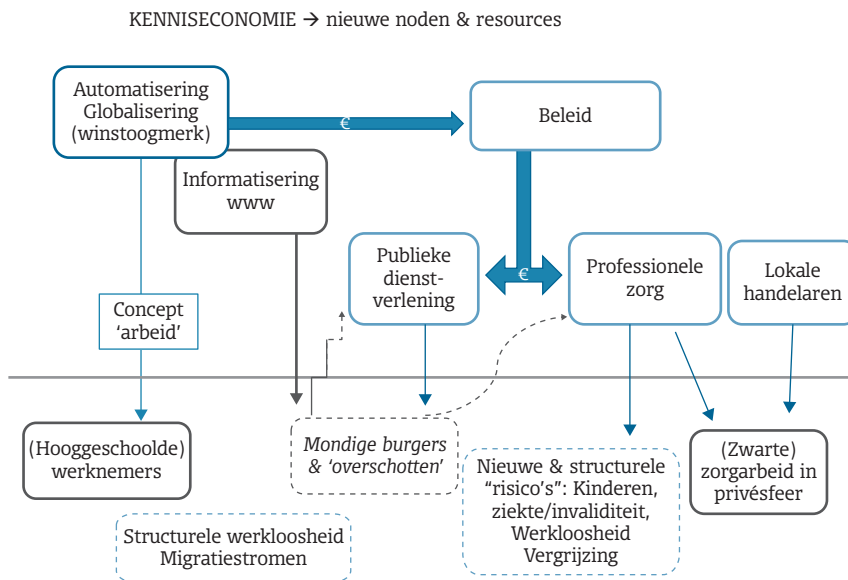 KENNISECONOMIE → nieuwe noden & resources
Automatisering
Globalisering
(winstoogmerk)
€
Beleid
Informatisering
www
Publieke
dienst-
verlening
€
Professionele
zorg
Lokale
handelaren
Concept
‘arbeid’
(Hooggeschoolde)
werknemers
Mondige burgers
& ‘overschotten’
Nieuwe & structurele
“risico’s”: Kinderen,
ziekte/invaliditeit,
Werkloosheid
Vergrijzing
(Zwarte)
zorgarbeid in
privésfeer
Structurele werkloosheid
Migratiestromen